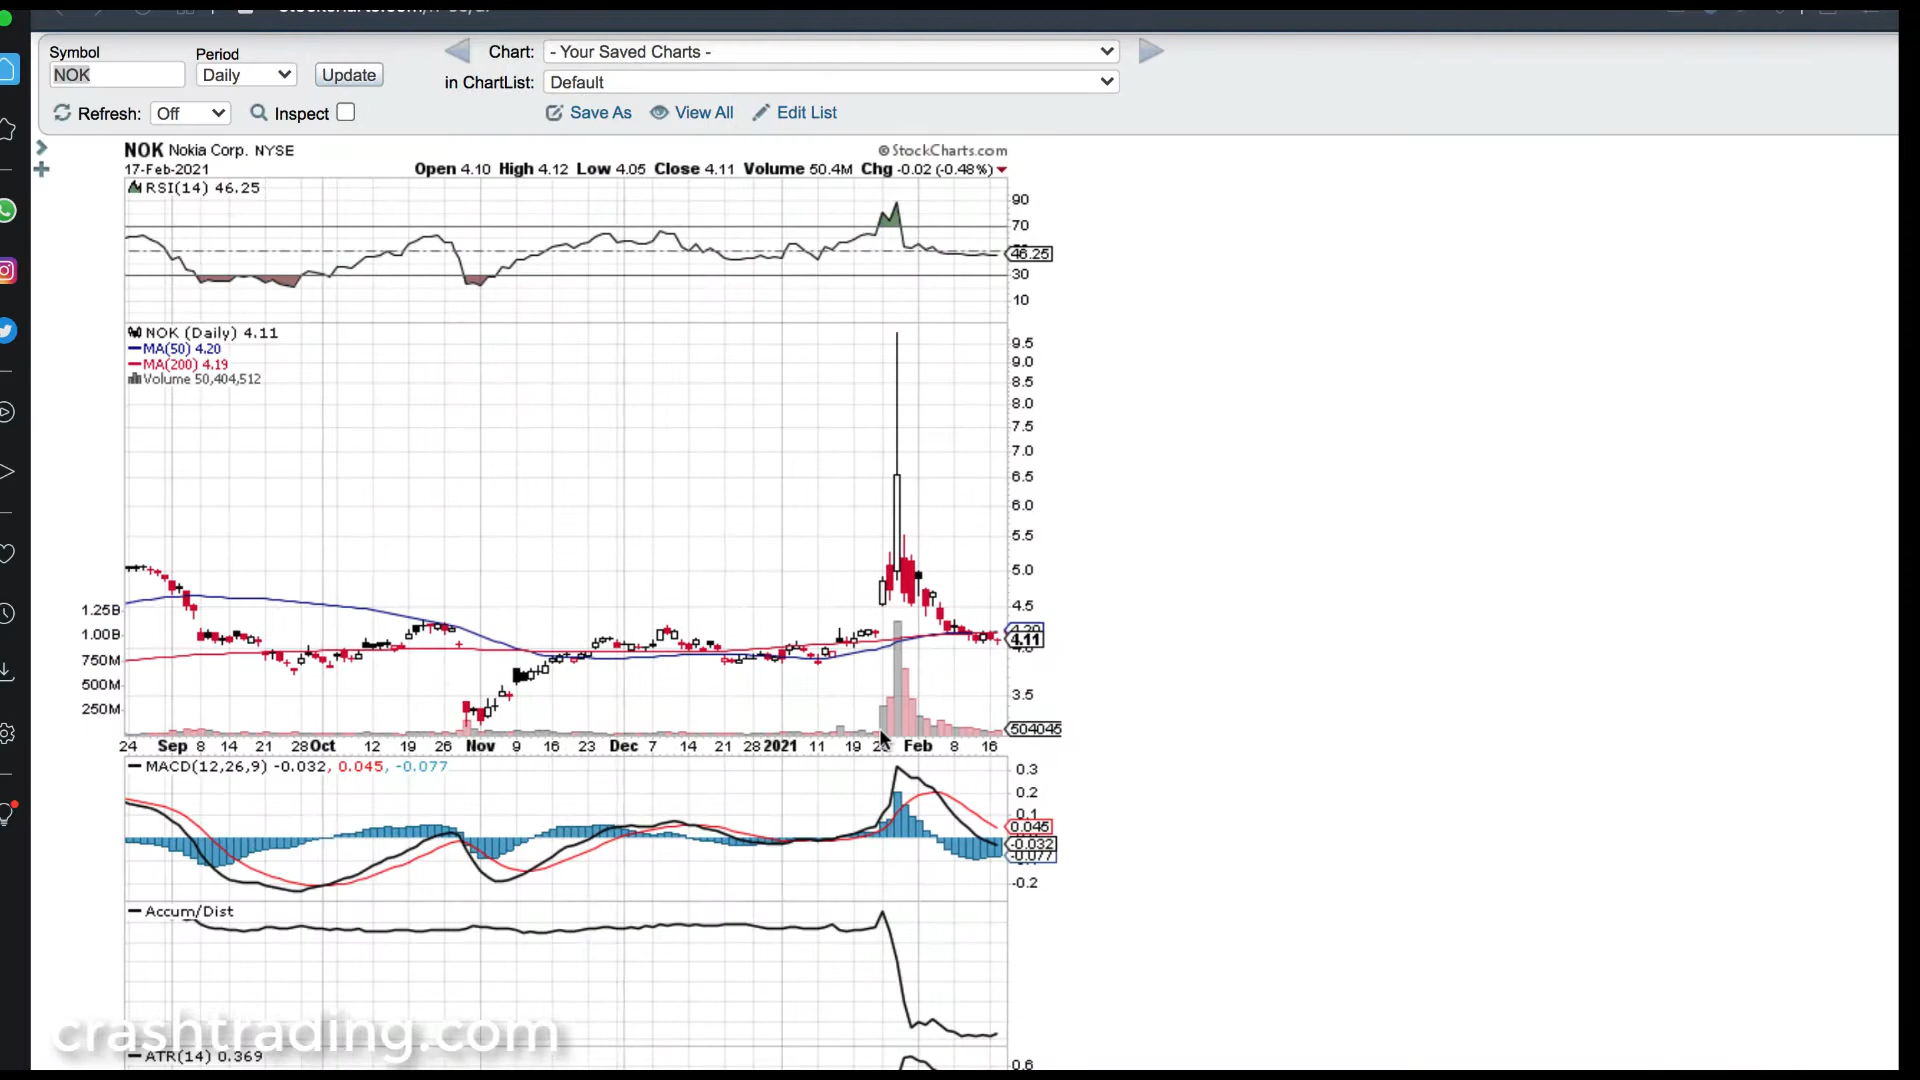 Symbol
Period
NOK
Daily
Update
Chart:
- Your Saved Charts -
in ChartList:
Default
Refresh:
Off
Inspect
Save As
View All
Edit List
NOK Nokia Corp. NYSE
© StockCharts.com
17-Feb-2021
Open 4.10 High 4.12 Low 4.05 Close 4.11 Volume 50.4M Chg -0.02 (-0.48%)
RSI(14) 46.25
90
70
46.25
30
10
NOK (Daily) 4.11
MA(50) 4.20
MA(200) 4.19
Volume 50,404,512
9.5
9.0
8.5
8.0
7.5
7.0
6.5
6.0
5.5
5.0
4.5
4.11
3.5
1.25B
1.00B
750M
500M
250M
504045
24 Sep 8 14 21 28 Oct 12 19 26 Nov 9 16 23 Dec 7 14 21 28 2021 11 19 Feb 8 16
MACD(12,26,9) -0.032, 0.045, -0.077
0.3
0.2
0.1
0.045
-0.032
-0.077
-0.2
Accum/Dist
crashtrading.com
ATR(14) 0.369
0.6